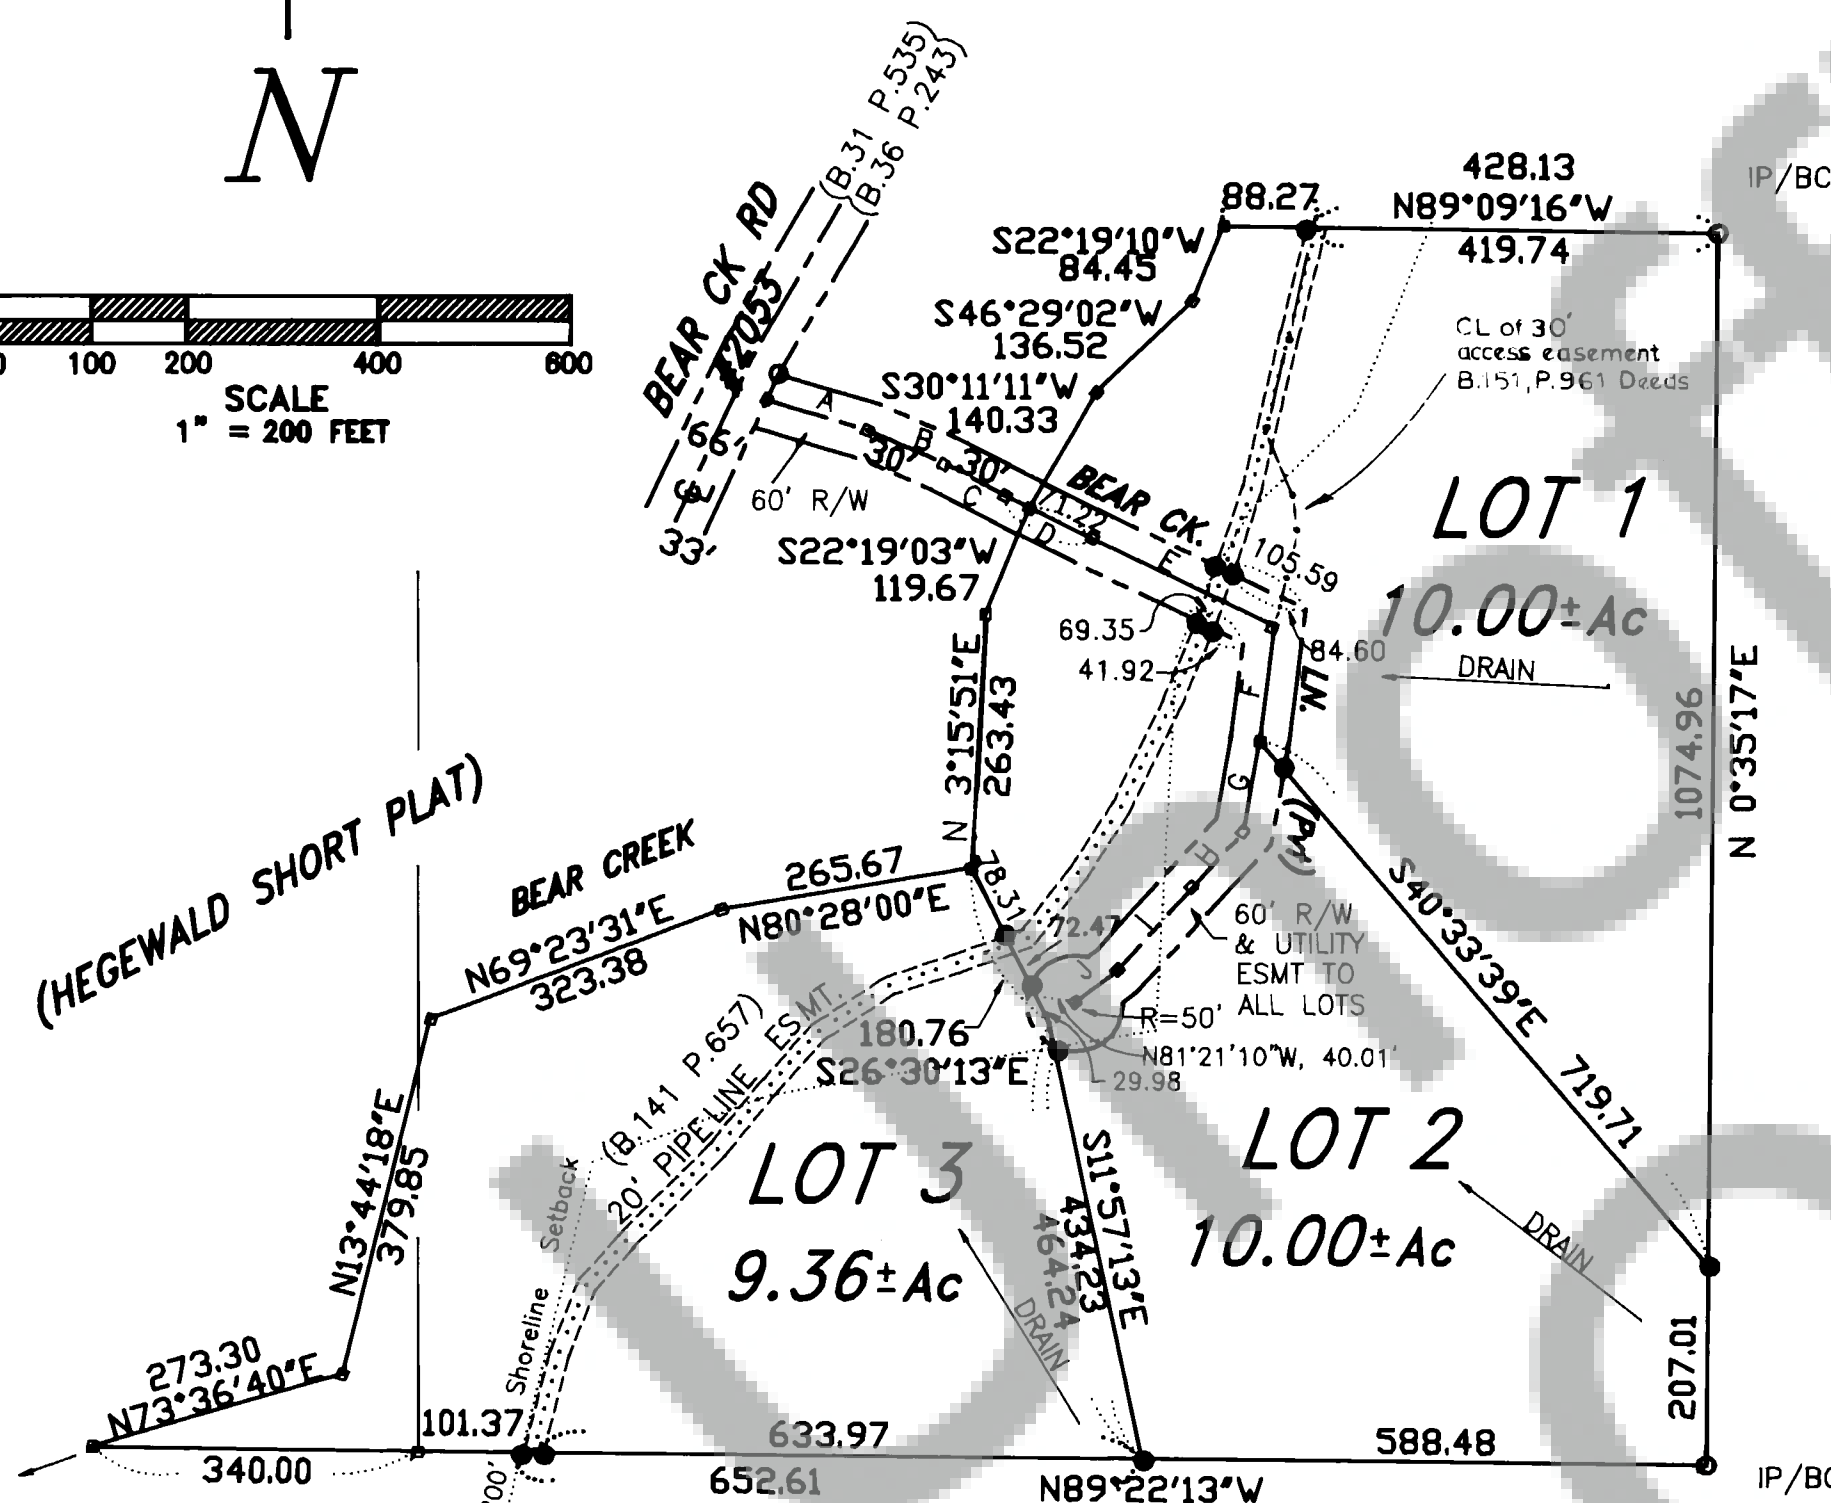 N
100 200 400 600
SCALE
1" = 200 FEET
(B.31 P.535)
(B.36 P.243)
BEAR CK RD
#2053
66'
33'
60' R/W
A
B
30'
30'
C
D
71.22
E
BEAR CK.
LN.
(Pvt)
88.27
428.13
N89°09'16"W
419.74
IP/BC
S22°19'10"W
84.45
S46°29'02"W
136.52
S30°11'11"W
140.33
CL of 30'
access easement
B.151,P.961 Deeds
LOT 1
10.00±Ac
DRAIN
105.59
84.60
69.35
41.92
S22°19'03"W
119.67
N 3°15'51"E
263.43
F
G
H
J
1074.96
N 0°35'17"E
(HEGEWALD SHORT PLAT)
BEAR CREEK
265.67
N80°28'00"E
N69°23'31"E
323.38
78.31
72.47
60' R/W
& UTILITY
ESMT TO
ALL LOTS
S40°33'39"E 719.71
R=50'
N81°21'10"W, 40.01'
29.98
180.76
S26°30'13"E
(B.141 P.657)
20' PIPELINE ESMT.
N13°44'18"E
379.85
Shoreline Setback
LOT 3
9.36±Ac
DRAIN
S11°57'13"E
434.23
464.24
LOT 2
10.00±Ac
DRAIN
207.01
273.30
N73°36'40"E
101.37
633.97
588.48
340.00
652.61
N89°22'13"W